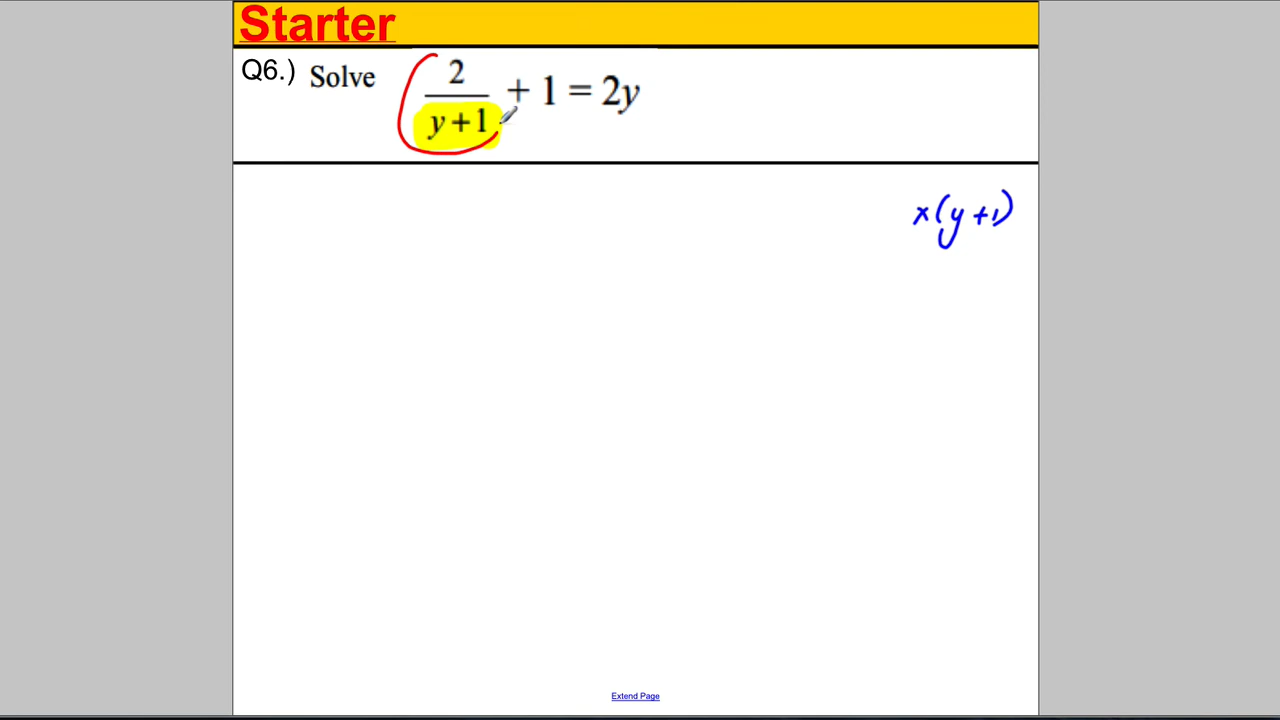 Starter
Q6.) Solve 2/(y+1) + 1 = 2y
x(y+1)
Extend Page